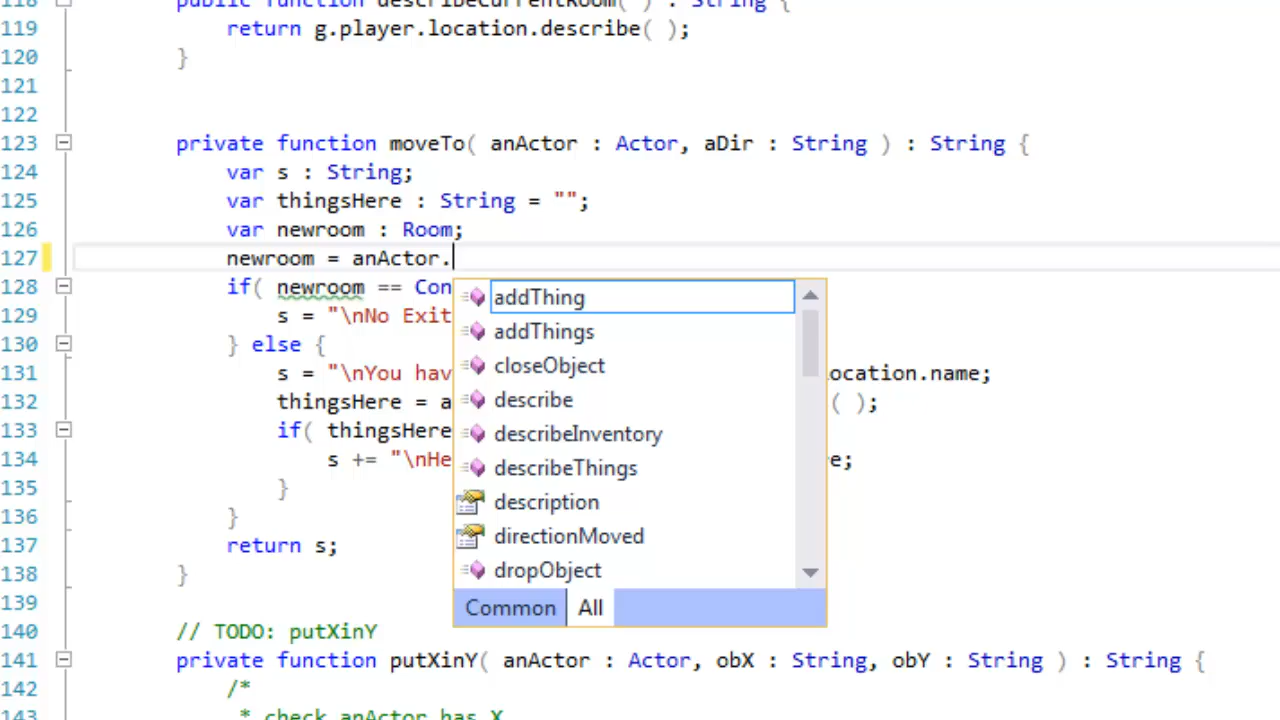 118 public function describeCurrentRoom( ) : String {
119 return g.player.location.describe( );
120 }
121
122
123 private function moveTo( anActor : Actor, aDir : String ) : String {
124 var s : String;
125 var thingsHere : String = "";
126 var newroom : Room;
127 newroom = anActor.
128 if( newroom == Con
129 s = "\nNo Exit
130 } else {
131 s = "\nYou hav ocation.name;
132 thingsHere = a ( );
133 if( thingsHere
134 s += "\nHe e;
135 }
136 }
137 return s;
138 }
139
140 // TODO: putXinY
141 private function putXinY( anActor : Actor, obX : String, obY : String ) : String {
142 /*
143 * check anActor has X
addThing
addThings
closeObject
describe
describeInventory
describeThings
description
directionMoved
dropObject
Common All